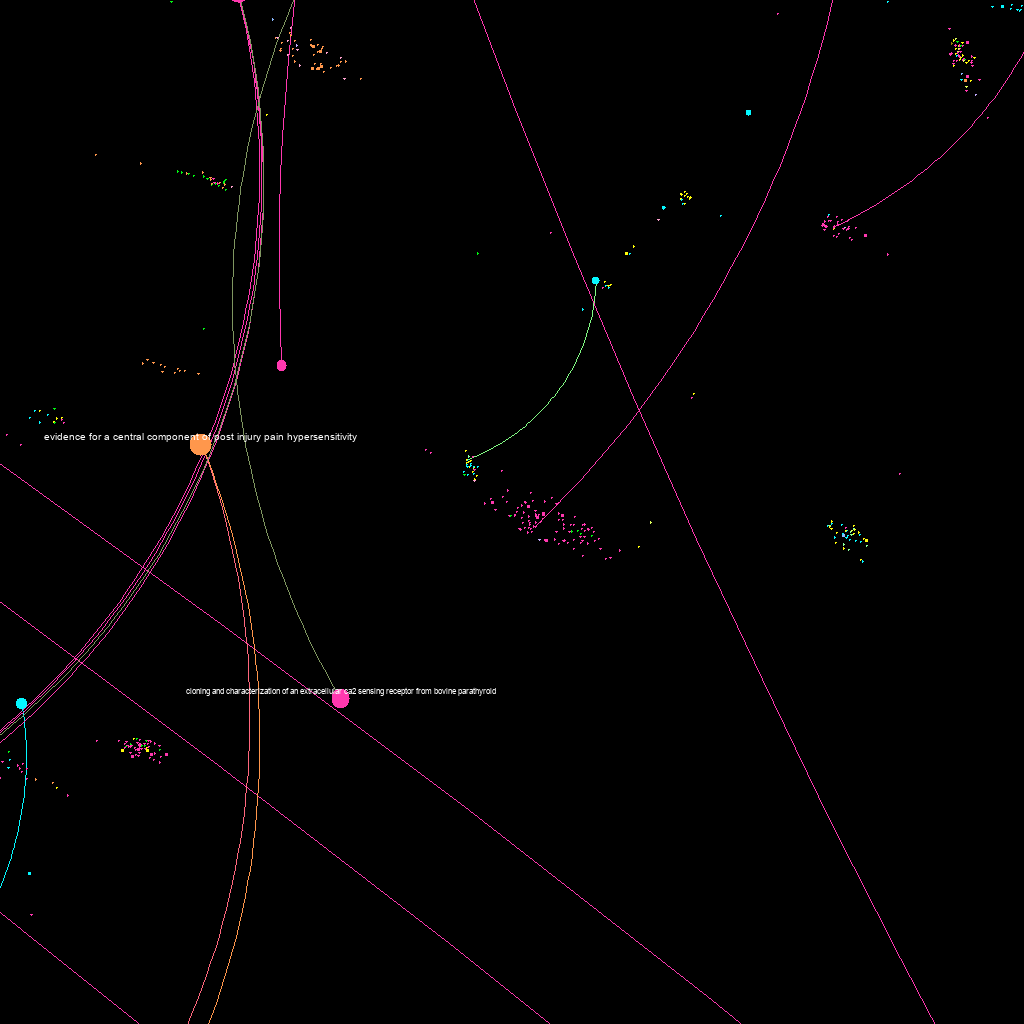 evidence for a central component of post injury pain hypersensitivity
cloning and characterization of an extracellular ca2 sensing receptor from bovine parathyroid